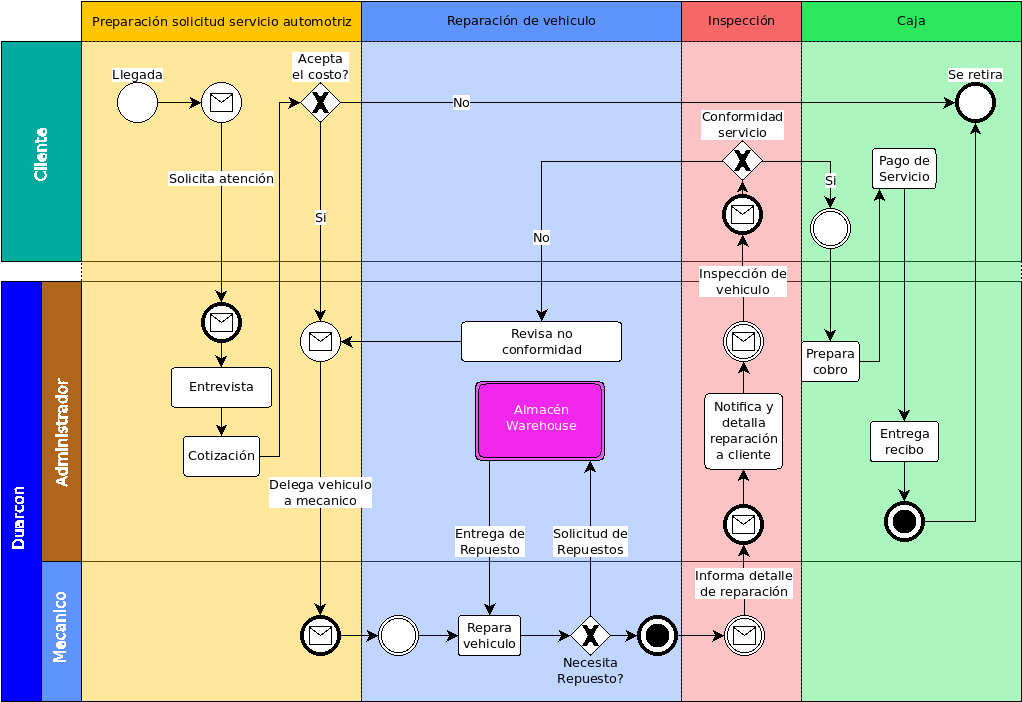 Preparación solicitud servicio automotriz
Reparación de vehiculo
Inspección
Caja
Cliente
Llegada
Acepta
el costo?
Se retira
No
Conformidad
servicio
Pago de
Servicio
Solicita atención
Si
Si
No
Inspección de
vehiculo
Duarcon
Administrador
Revisa no
conformidad
Prepara
cobro
Entrevista
Almacén
Warehouse
Notifica y
detalla
reparación
a cliente
Cotización
Entrega
recibo
Delega vehiculo
a mecanico
Entrega de
Repuesto
Solicitud de
Repuestos
Mecanico
Informa detalle
de reparación
Repara
vehiculo
Necesita
Repuesto?